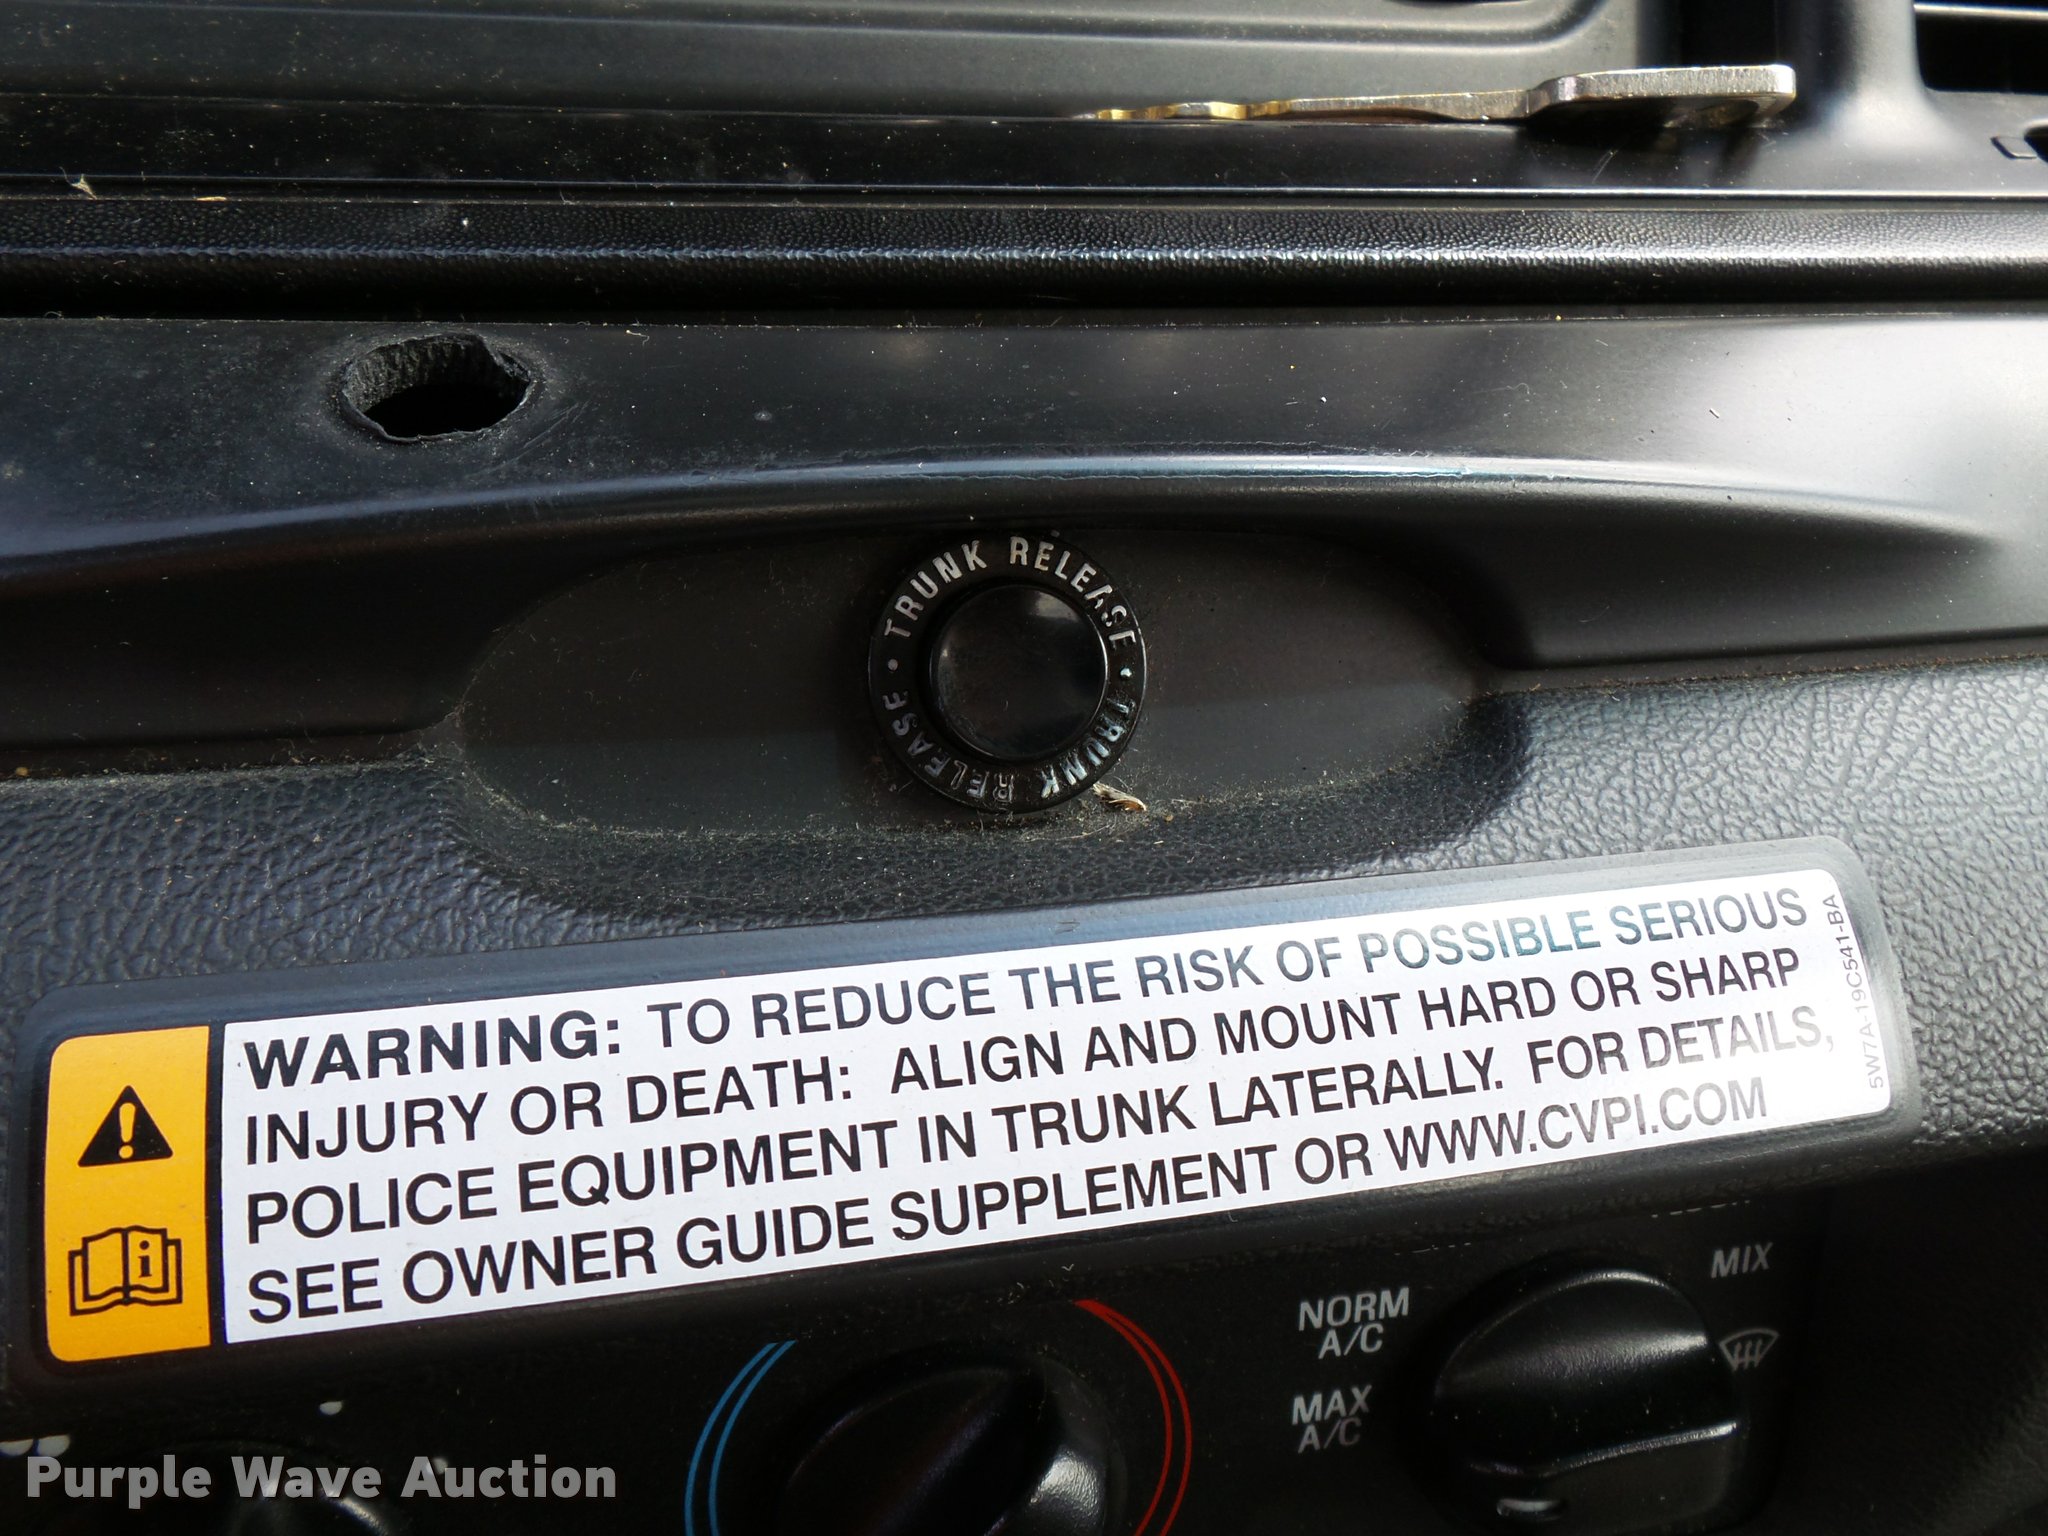 • TRUNK RELEASE • TRUNK RELEASE
WARNING: TO REDUCE THE RISK OF POSSIBLE SERIOUS
INJURY OR DEATH: ALIGN AND MOUNT HARD OR SHARP
POLICE EQUIPMENT IN TRUNK LATERALLY. FOR DETAILS,
SEE OWNER GUIDE SUPPLEMENT OR WWW.CVPI.COM
5W7A-19C541-BA
MIX
NORM
A/C
MAX
A/C
Purple Wave Auction